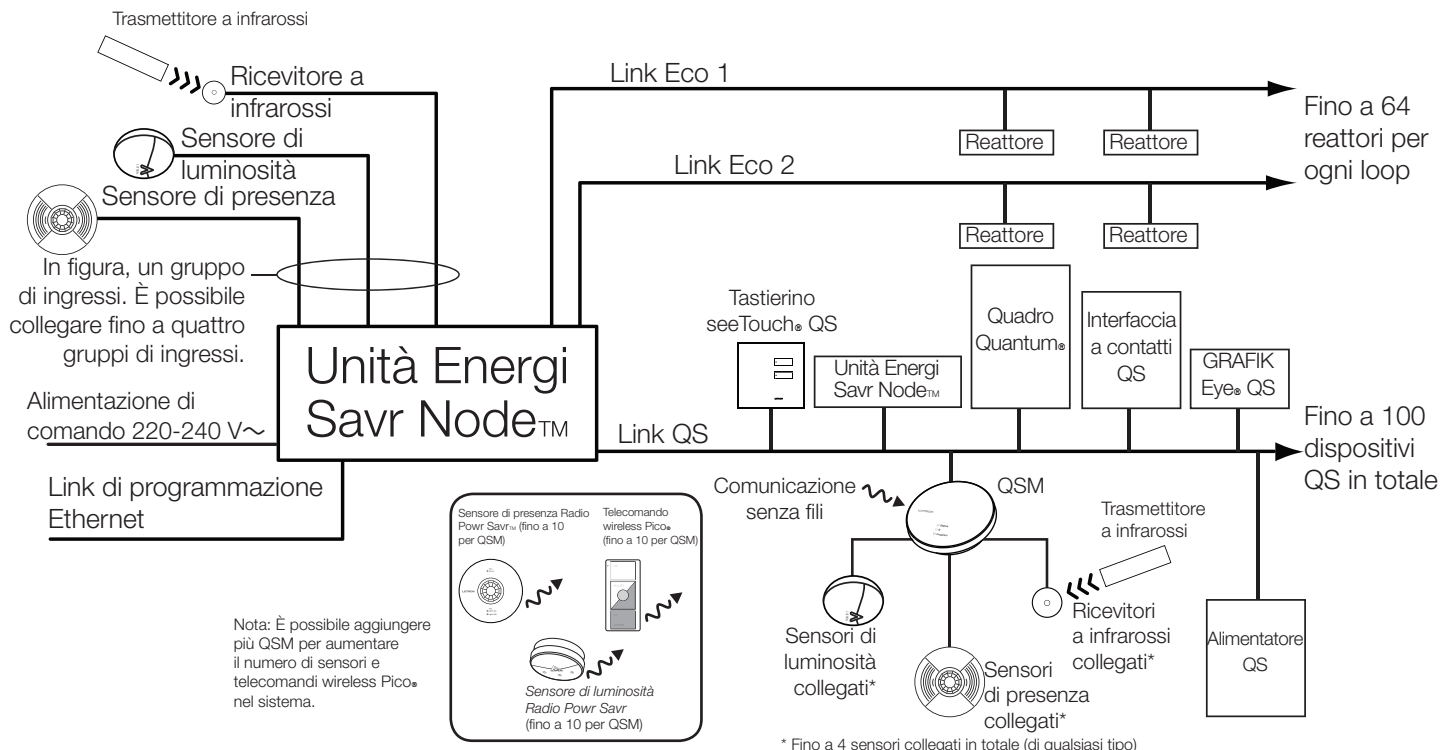 Trasmettitore a infrarossi
Ricevitore a
infrarossi
Sensore di
luminosità
Sensore di presenza
In figura, un gruppo
di ingressi. È possibile
collegare fino a quattro
gruppi di ingressi.
Alimentazione di
comando 220-240 V~
Link di programmazione
Ethernet
Unità Energi
Savr Node™
Link Eco 1
Reattore
Reattore
Link Eco 2
Reattore
Reattore
Fino a 64
reattori per
ogni loop
Tastierino
seeTouch® QS
Unità Energi
Savr Node™
Quadro
Quantum®
Interfaccia
a contatti
QS
GRAFIK
Eye® QS
Link QS
Fino a 100
dispositivi
QS in totale
Comunicazione
senza fili
QSM
Trasmettitore
a infrarossi
Sensori di
luminosità
collegati*
Sensori
di presenza
collegati*
Ricevitori
a infrarossi
collegati*
Alimentatore
QS
Sensore di presenza Radio
Powr Savr™ (fino a 10
per QSM)
Telecomando
wireless Pico®
(fino a 10 per QSM)
Sensore di luminosità
Radio Powr Savr
(fino a 10 per QSM)
Nota: È possibile aggiungere
più QSM per aumentare
il numero di sensori e
telecomandi wireless Pico®
nel sistema.
* Fino a 4 sensori collegati in totale (di qualsiasi tipo)